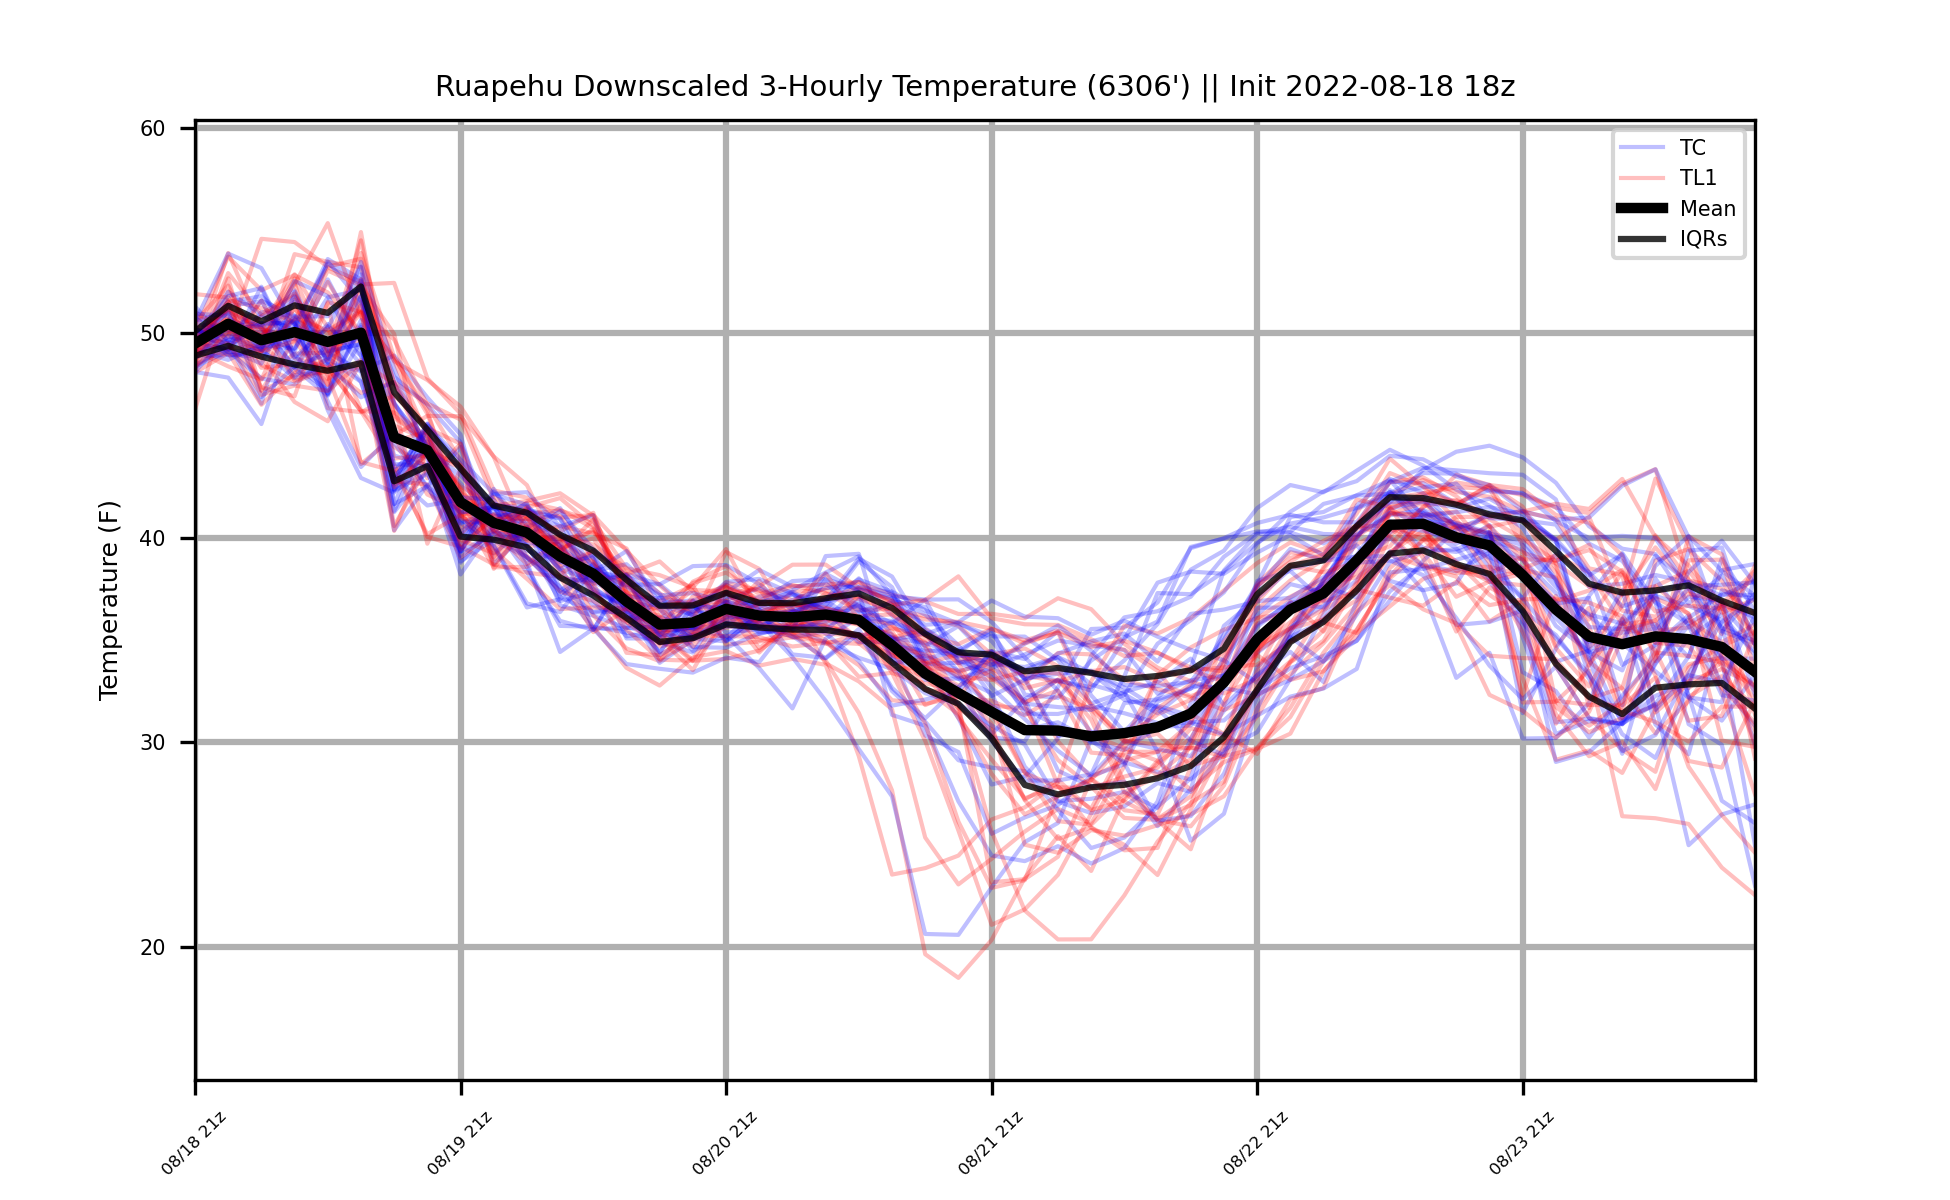 Ruapehu Downscaled 3-Hourly Temperature (6306') || Init 2022-08-18 18z
60
50
40
30
20
Temperature (F)
TC
TL1
Mean
IQRs
08/18 21z
08/19 21z
08/20 21z
08/21 21z
08/22 21z
08/23 21z